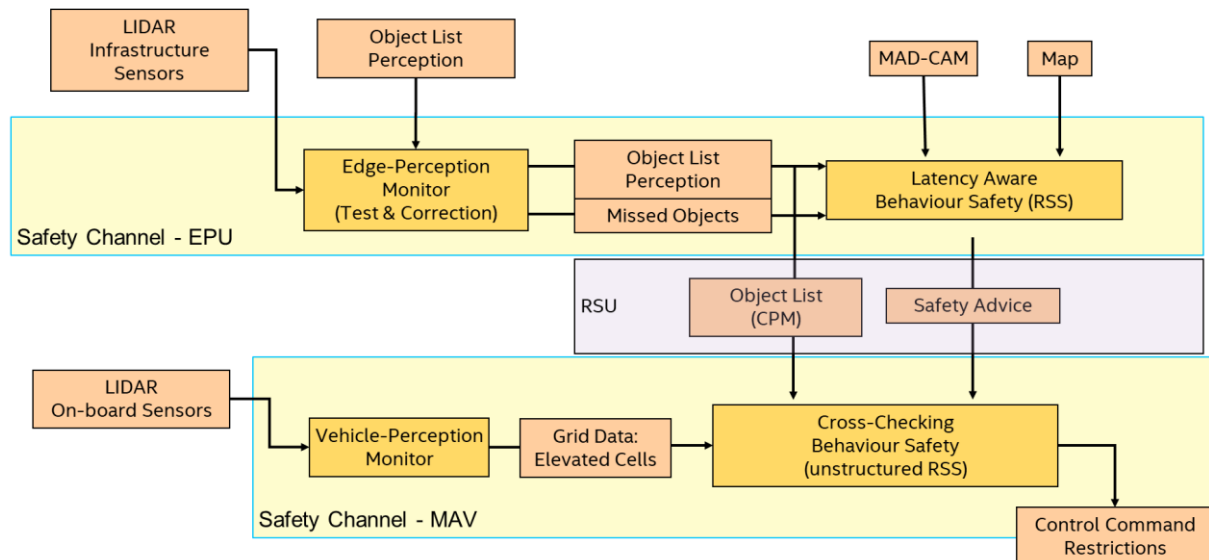 LIDAR
Infrastructure
Sensors
Object List
Perception
MAD-CAM
Map
Edge-Perception
Monitor
(Test & Correction)
Object List
Perception
Missed Objects
Latency Aware
Behaviour Safety (RSS)
Safety Channel - EPU
RSU
Object List
(CPM)
Safety Advice
LIDAR
On-board Sensors
Vehicle-Perception
Monitor
Grid Data:
Elevated Cells
Cross-Checking
Behaviour Safety
(unstructured RSS)
Safety Channel - MAV
Control Command
Restrictions